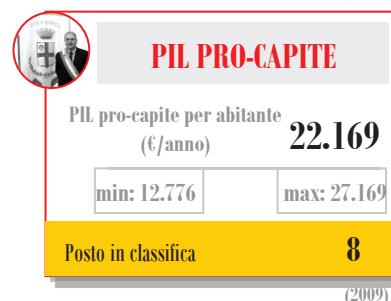 PIL PRO-CAPITE
PIL pro-capite per abitante
(€/anno)
22.169
min: 12.776
max: 27.169
Posto in classifica
8
(2009)